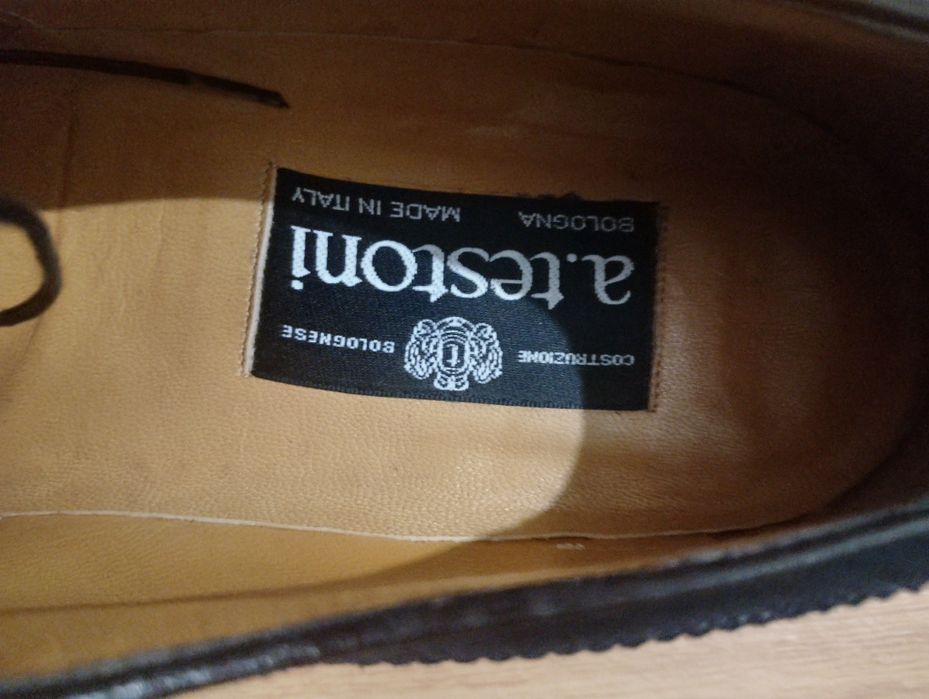 COSTRUZIONE BOLOGNESE
a.testoni
BOLOGNA MADE IN ITALY